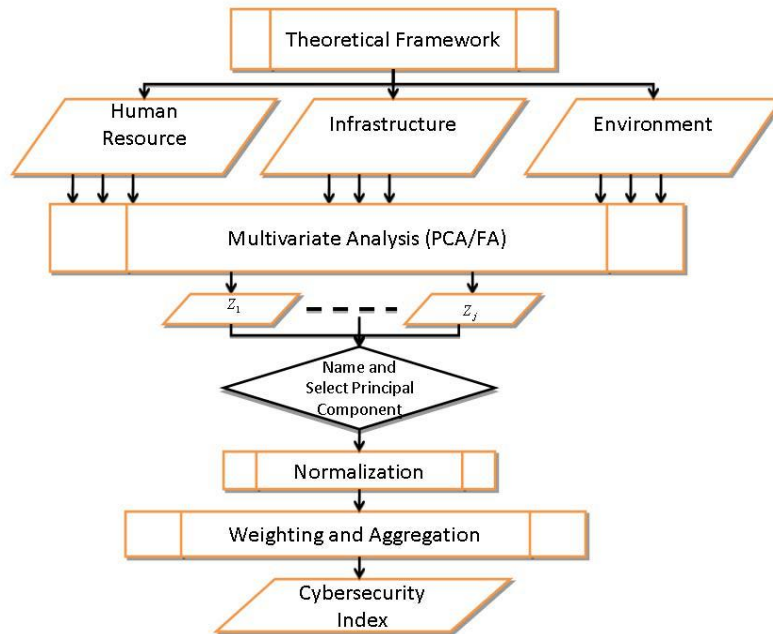 Theoretical Framework
Human
Resource
Infrastructure
Environment
Multivariate Analysis (PCA/FA)
Z1
Zj
Name and
Select Principal
Component
Normalization
Weighting and Aggregation
Cybersecurity
Index